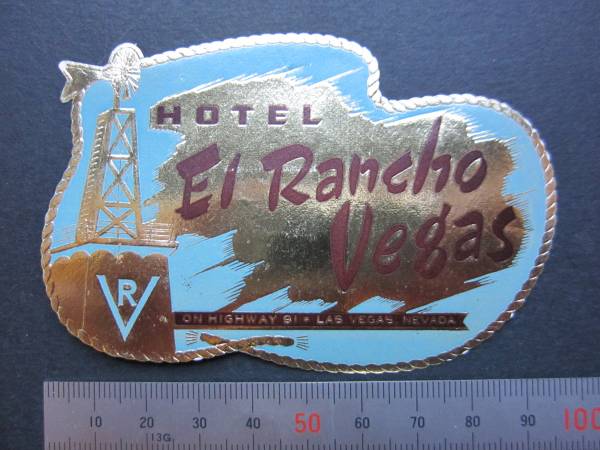 HOTEL
El Rancho
Vegas
VR
ON HIGHWAY 91 • LAS VEGAS, NEVADA
10 20 30 40 50 60 70 80 90 100
13G